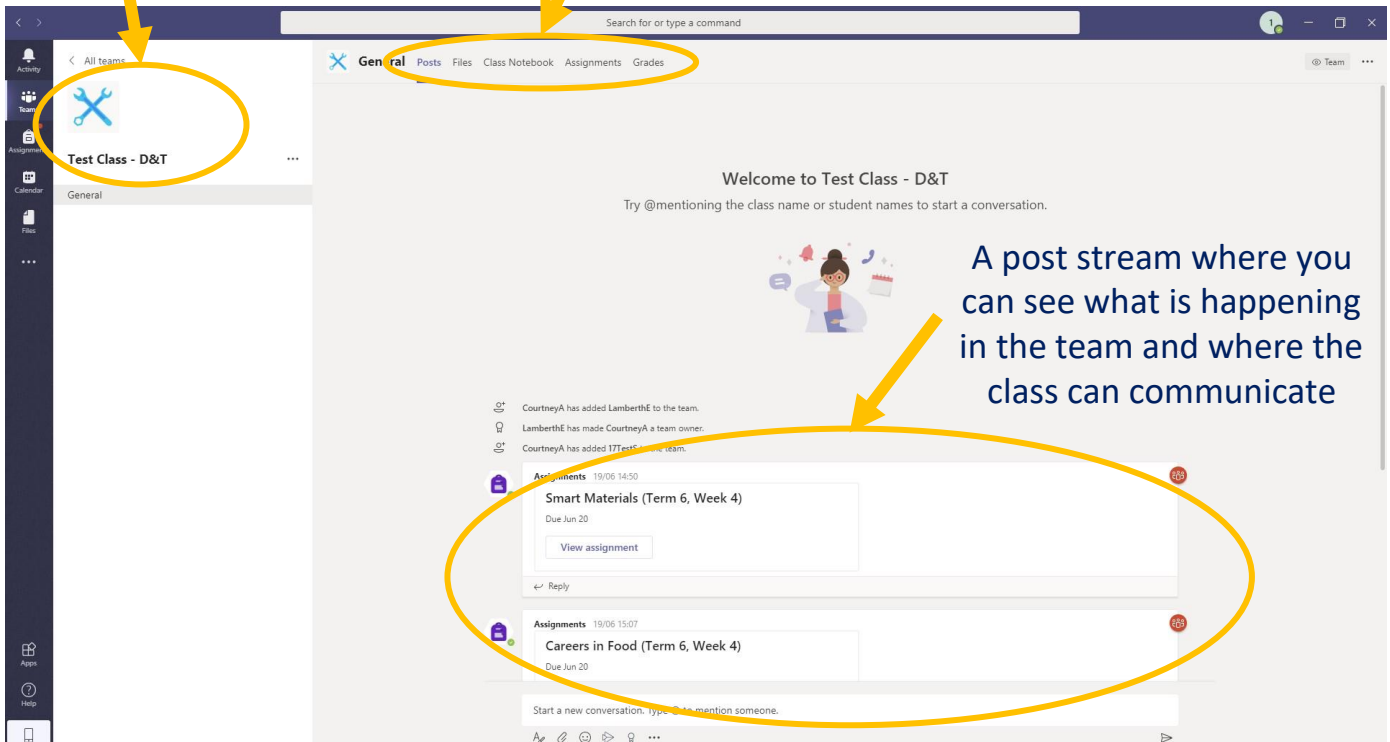 Search for or type a command
1
Activity
All teams
General Posts Files Class Notebook Assignments Grades
Team
Teams
Assignments
Test Class - D&T
Calendar
General
Files
Welcome to Test Class - D&T
Try @mentioning the class name or student names to start a conversation.
A post stream where you
can see what is happening
in the team and where the
class can communicate
CourtneyA has added LamberthE to the team.
LamberthE has made CourtneyA a team owner.
CourtneyA has added 17TestS to the team.
Assignments 19/06 14:50
Smart Materials (Term 6, Week 4)
Due Jun 20
View assignment
Reply
Assignments 19/06 15:07
Careers in Food (Term 6, Week 4)
Due Jun 20
Apps
Help
Start a new conversation. Type @ to mention someone.